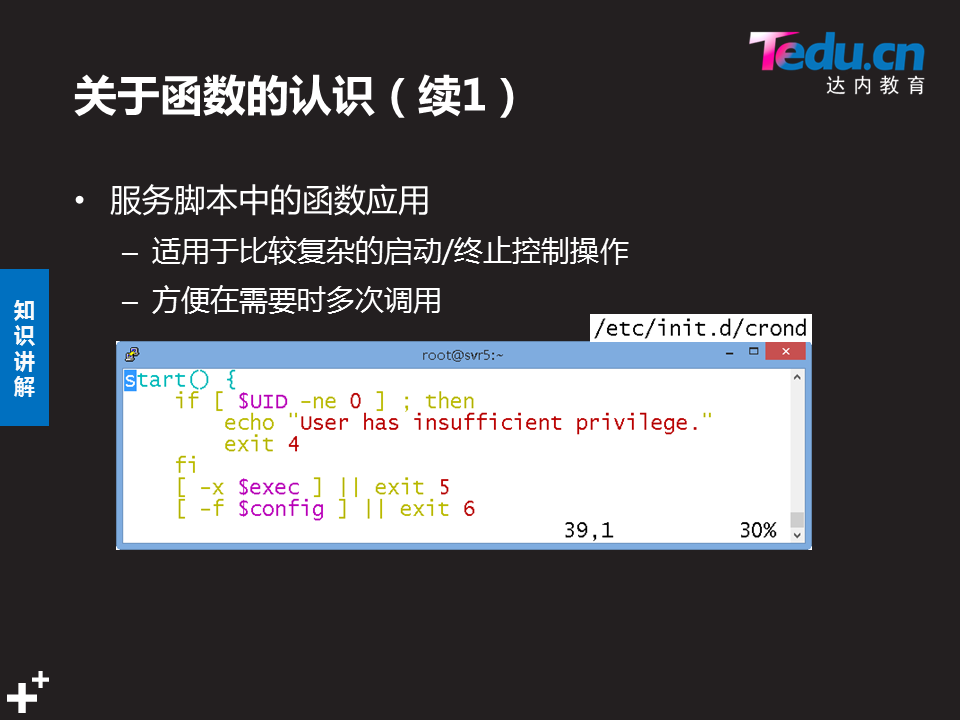 Tedu.cn
达内教育
关于函数的认识（续1）
• 服务脚本中的函数应用
– 适用于比较复杂的启动/终止控制操作
– 方便在需要时多次调用
知识讲解
/etc/init.d/crond
root@svr5:~
start() {
    if [ $UID -ne 0 ] ; then
        echo "User has insufficient privilege."
        exit 4
    fi
    [ -x $exec ] || exit 5
    [ -f $config ] || exit 6
39,1 30%